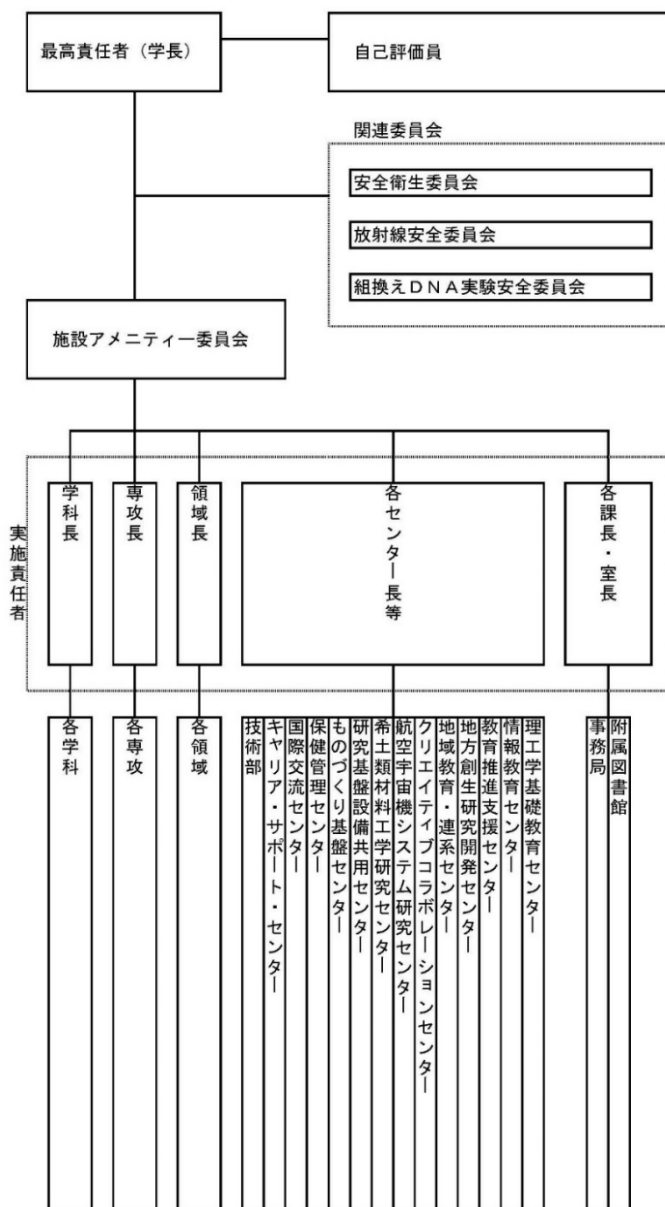 最高責任者（学長）
自己評価員
関連委員会
安全衛生委員会
放射線安全委員会
組換えＤＮＡ実験安全委員会
施設アメニティー委員会
実施責任者
学科長
専攻長
領域長
各センター長等
各課長・室長
各学科
各専攻
各領域
技術部
キャリア・サポート・センター
国際交流センター
保健管理センター
ものづくり基盤センター
研究基盤設備共用センター
希土類材料工学研究センター
航空宇宙機システム研究センター
クリエイティブコラボレーションセンター
地域教育・連系センター
地方創生研究開発センター
教育推進支援センター
情報教育センター
理工学基礎教育センター
事務局
附属図書館